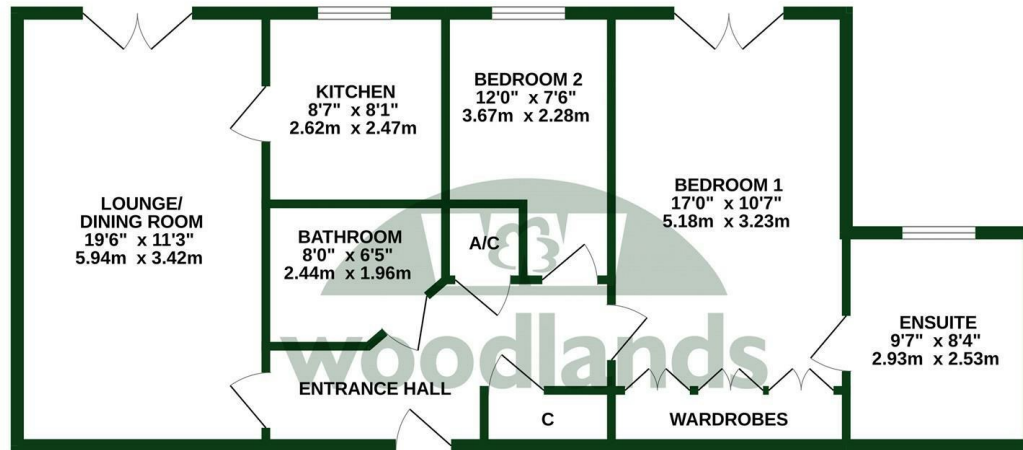 KITCHEN
8'7" x 8'1"
2.62m x 2.47m
BEDROOM 2
12'0" x 7'6"
3.67m x 2.28m
LOUNGE/
DINING ROOM
19'6" x 11'3"
5.94m x 3.42m
BEDROOM 1
17'0" x 10'7"
5.18m x 3.23m
BATHROOM
8'0" x 6'5"
2.44m x 1.96m
A/C
ENSUITE
9'7" x 8'4"
2.93m x 2.53m
woodlands
ENTRANCE HALL
C
WARDROBES